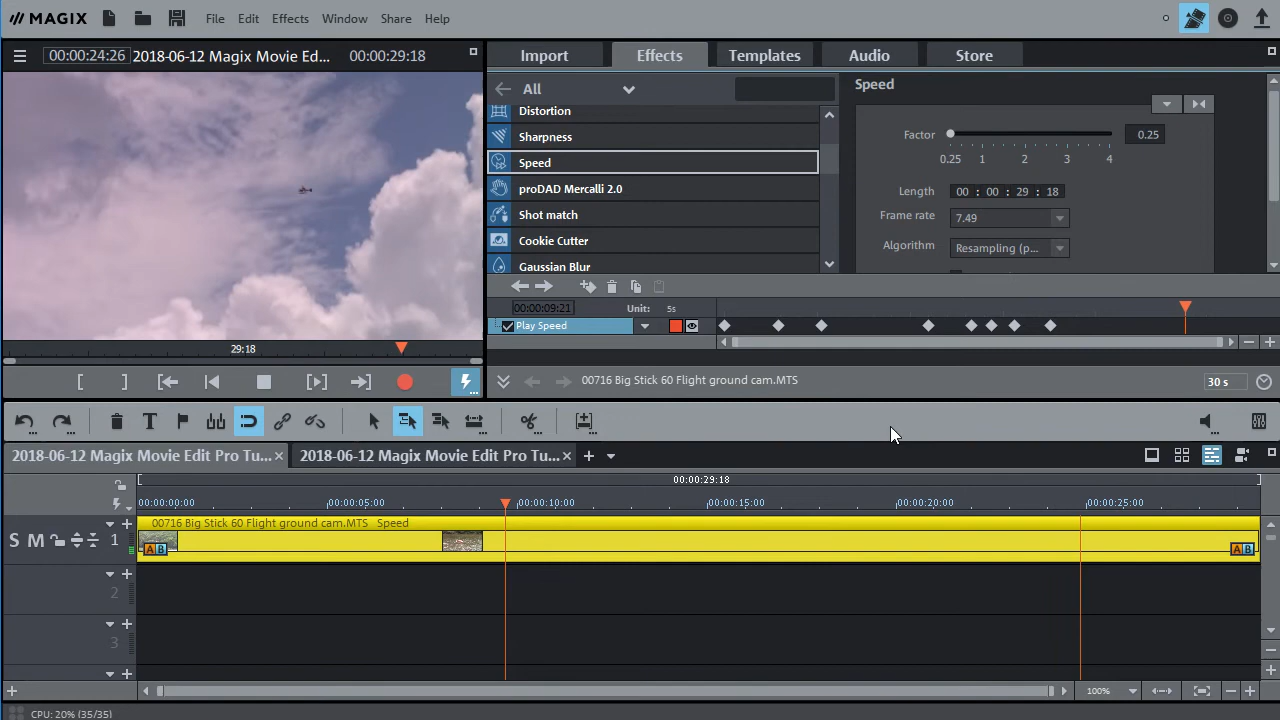 MAGIX File Edit Effects Window Share Help
00:00:24:26 2018-06-12 Magix Movie Ed... 00:00:29:18
Import Effects Templates Audio Store
All
Distortion
Sharpness
Speed
proDAD Mercalli 2.0
Shot match
Cookie Cutter
Gaussian Blur
Speed
Factor 0.25
0.25 1 2 3 4
Length 00 : 00 : 29 : 18
Frame rate 7.49
Algorithm Resampling (p...
00:00:09:21 Unit: 5s
Play Speed
29:18
00716 Big Stick 60 Flight ground cam.MTS 30 s
2018-06-12 Magix Movie Edit Pro Tu... × 2018-06-12 Magix Movie Edit Pro Tu... ×
00:00:29:18
00:00:00:00 00:00:05:00 00:00:10:00 00:00:15:00 00:00:20:00 00:00:25:00
00716 Big Stick 60 Flight ground cam.MTS Speed
S M 1
A B A B
2
3
100%
CPU: 20% (35/35)